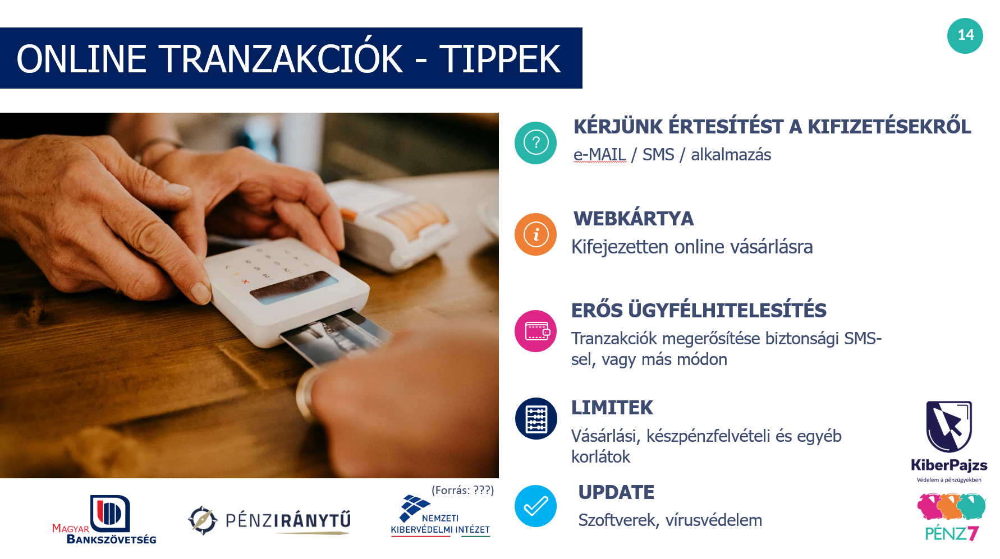 ONLINE TRANZAKCIÓK - TIPPEK
14
KÉRJÜNK ÉRTESÍTÉST A KIFIZETÉSEKRŐL
e-MAIL / SMS / alkalmazás
WEBKÁRTYA
Kifejezetten online vásárlásra
ERŐS ÜGYFÉLHITELESÍTÉS
Tranzakciók megerősítése biztonsági SMS-
sel, vagy más módon
LIMITEK
Vásárlási, készpénzfelvételi és egyéb
korlátok
UPDATE
Szoftverek, vírusvédelem
(Forrás: ???)
MAGYAR
BANKSZÖVETSÉG
PÉNZIRÁNYTŰ
NEMZETI
KIBERVÉDELMI INTÉZET
KiberPajzs
Védelem a pénzügyekben
PÉNZ7